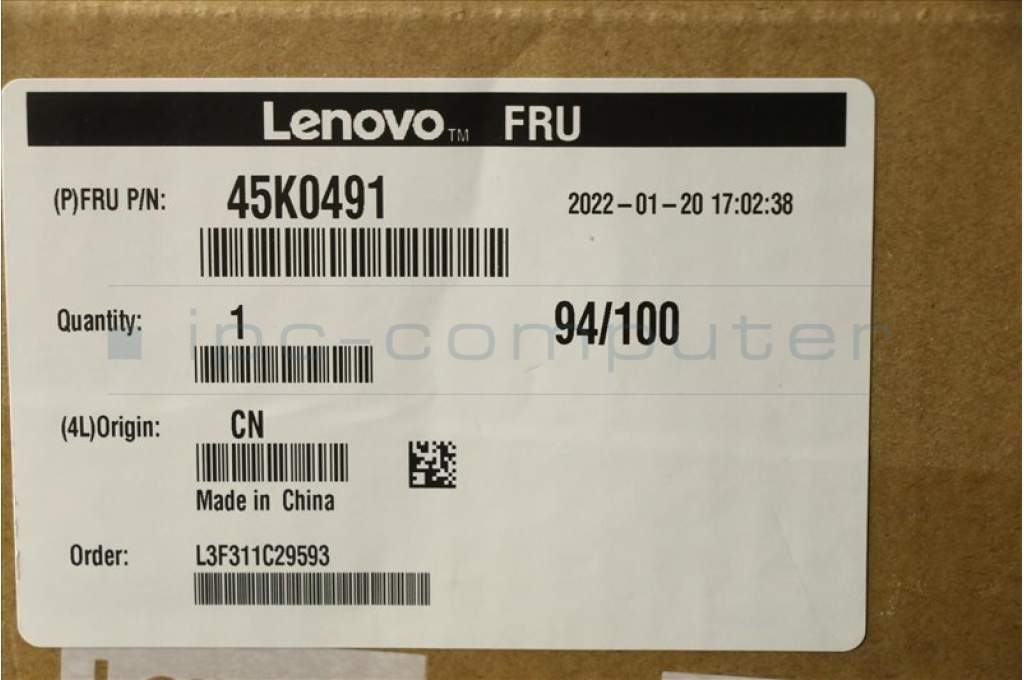 Lenovo™ FRU
(P)FRU P/N: 45K0491 2022-01-20 17:02:38
Quantity: 1 94/100
ipc-computer
(4L)Origin: CN
Made in China
Order: L3F311C29593